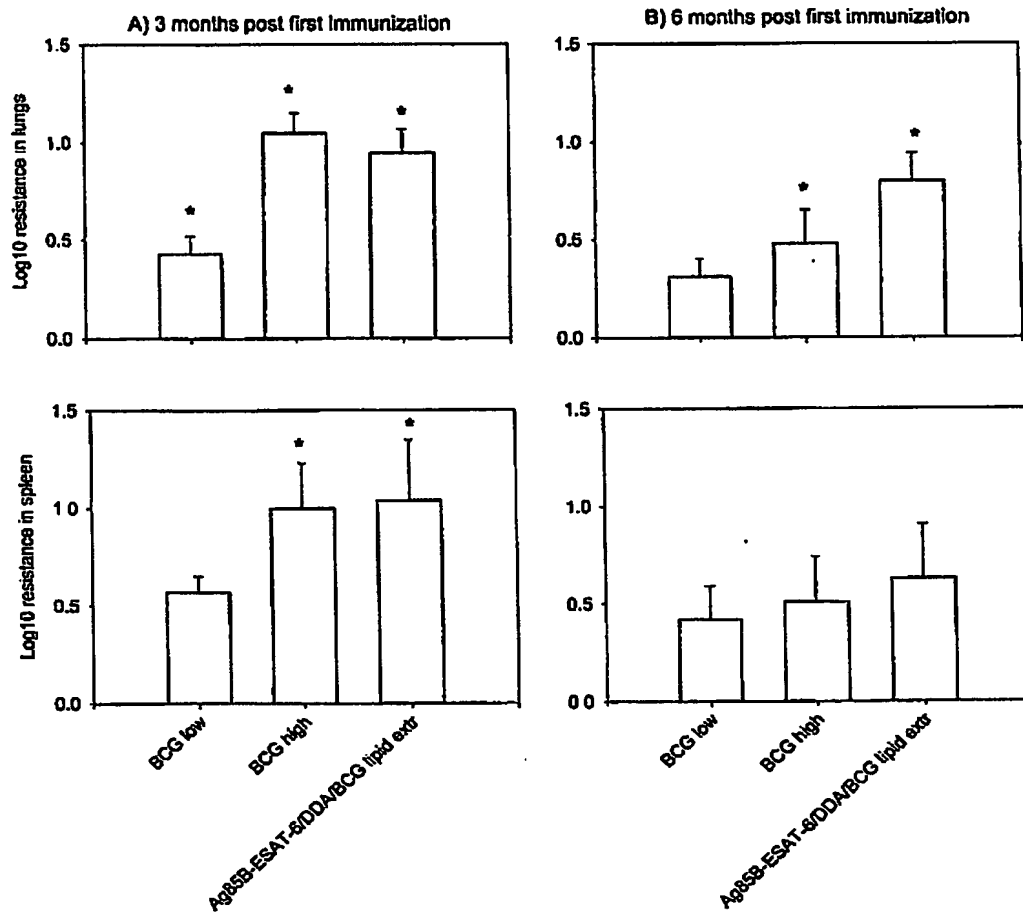 A) 3 months post first immunization
B) 6 months post first immunization
Log10 resistance in lungs
1.5
1.0
0.5
0.0
*
*
*
1.5
1.0
0.5
0.0
*
*
Log10 resistance in spleen
1.5
1.0
0.5
0.0
*
*
BCG low
BCG high
Ag85B-ESAT-6/DDA/BCG lipid extr
1.5
1.0
0.5
0 0
BCG low
BCG high
Ag85B-ESAT-6/DDA/BCG lipid extr